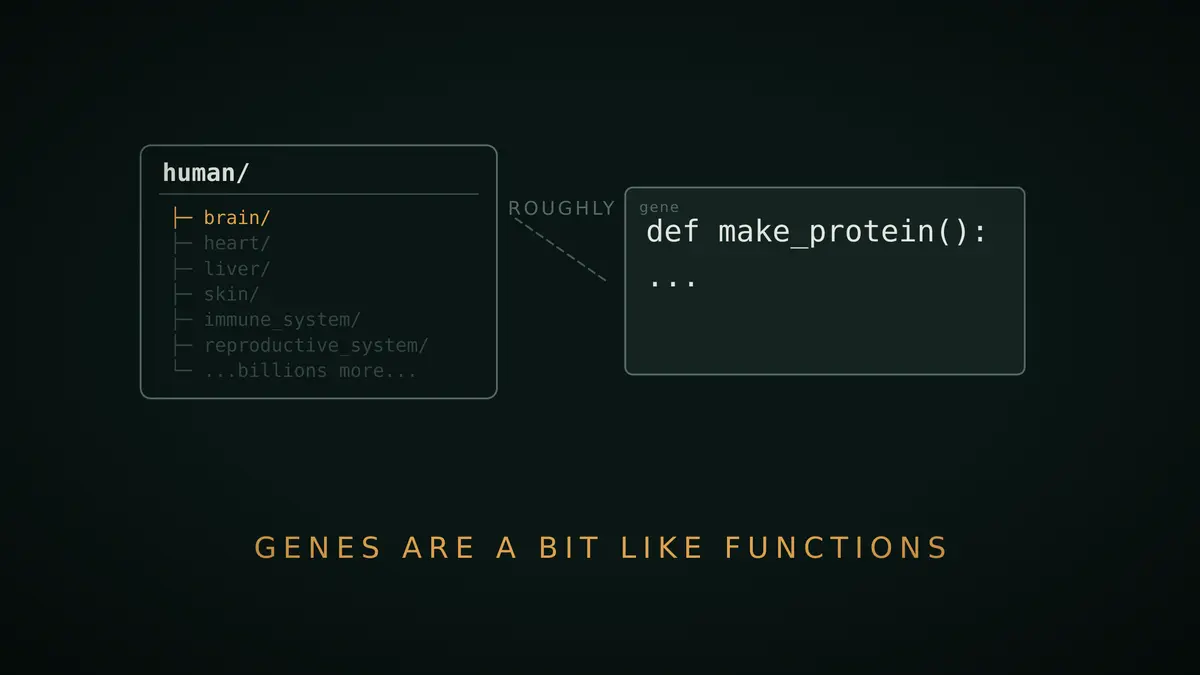 human/
├─ brain/
├─ heart/
├─ liver/
├─ skin/
├─ immune_system/
├─ reproductive_system/
└─ ...billions more...
ROUGHLY
gene
def make_protein():
...
GENES ARE A BIT LIKE FUNCTIONS